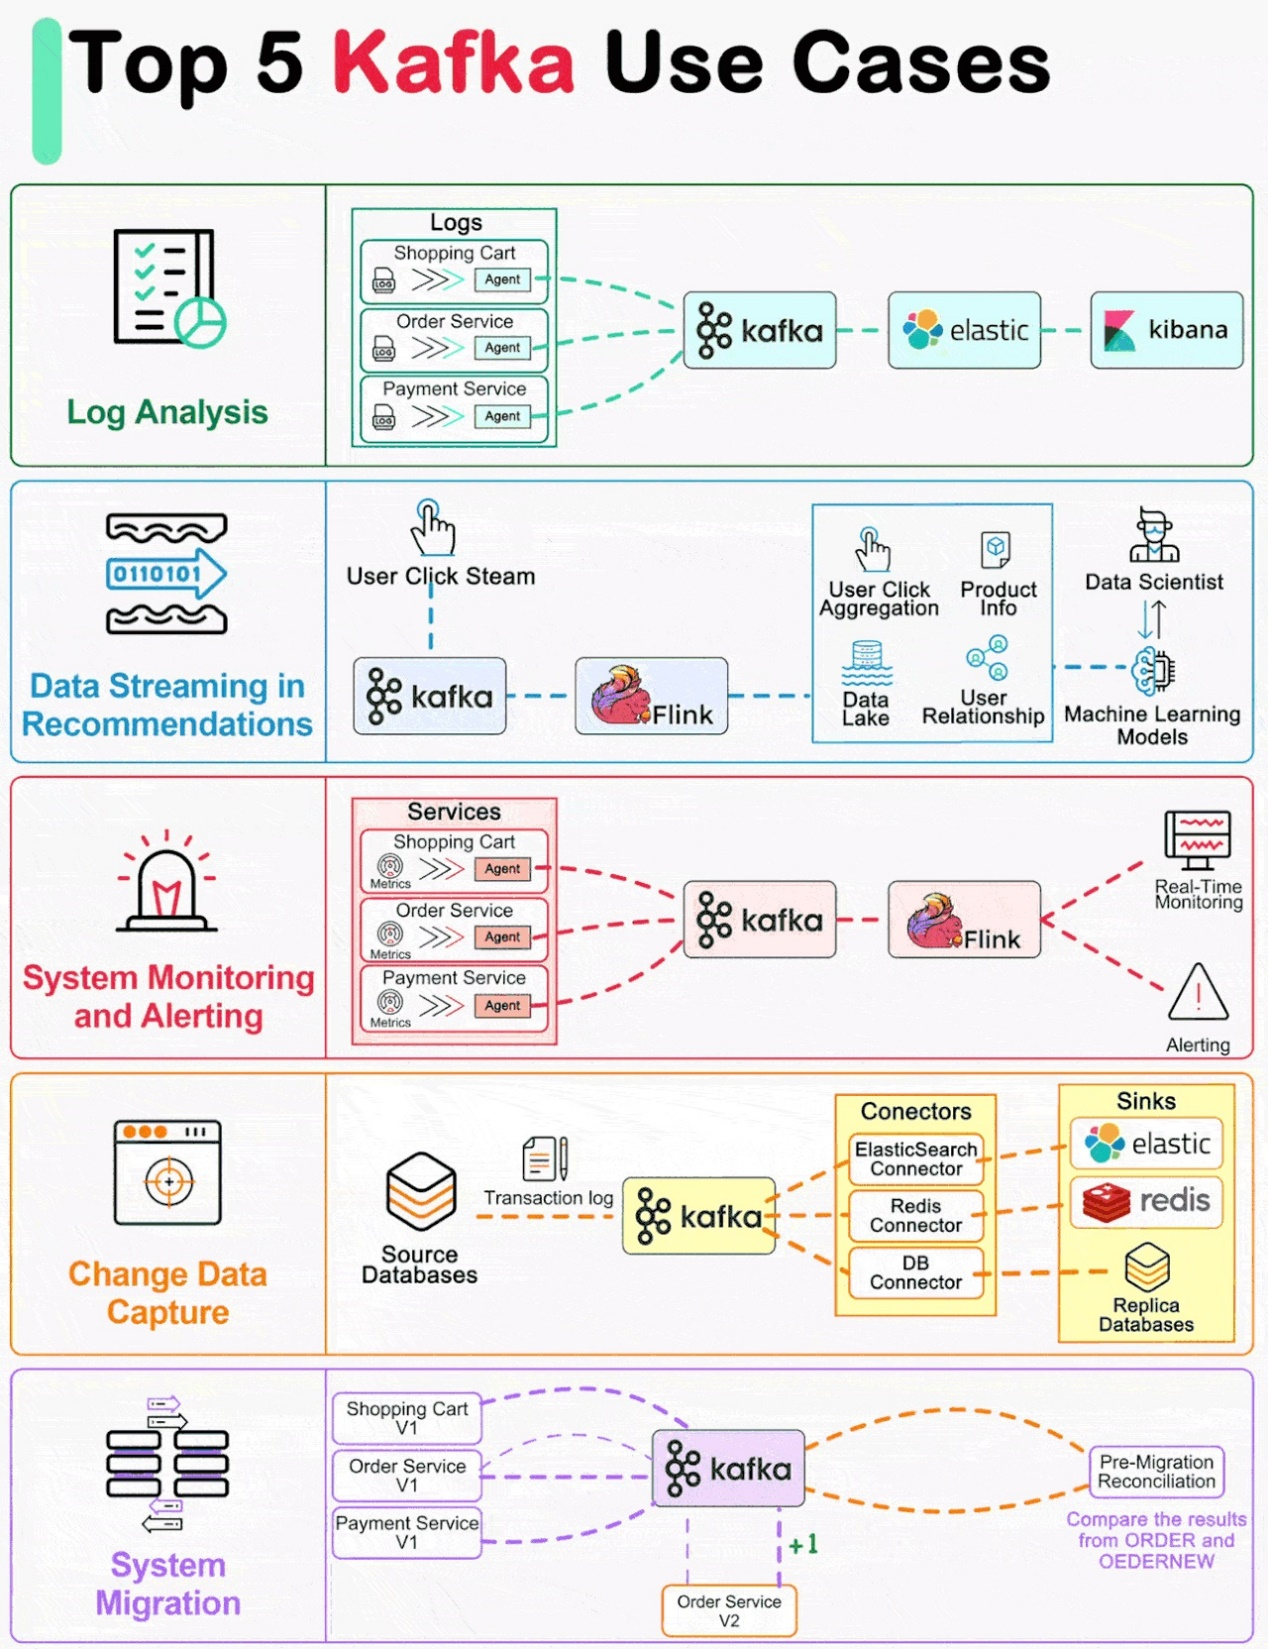 Top 5 Kafka Use Cases
Log Analysis
Logs
Shopping Cart
LOG
Agent
Order Service
LOG
Agent
Payment Service
LOG
Agent
kafka
elastic
kibana
0110101
Data Streaming in
Recommendations
User Click Steam
kafka
Flink
User Click
Aggregation
Product
Info
Data
Lake
User
Relationship
Data Scientist
Machine Learning
Models
System Monitoring
and Alerting
Services
Shopping Cart
Metrics
Agent
Order Service
Metrics
Agent
Payment Service
Metrics
Agent
kafka
Flink
Real-Time
Monitoring
!
Alerting
Change Data
Capture
Source
Databases
Transaction log
kafka
Conectors
ElasticSearch
Connector
Redis
Connector
DB
Connector
Sinks
elastic
redis
Replica
Databases
System
Migration
Shopping Cart
V1
Order Service
V1
Payment Service
V1
kafka
+1
Order Service
V2
Pre-Migration
Reconciliation
Compare the results
from ORDER and
OEDERNEW